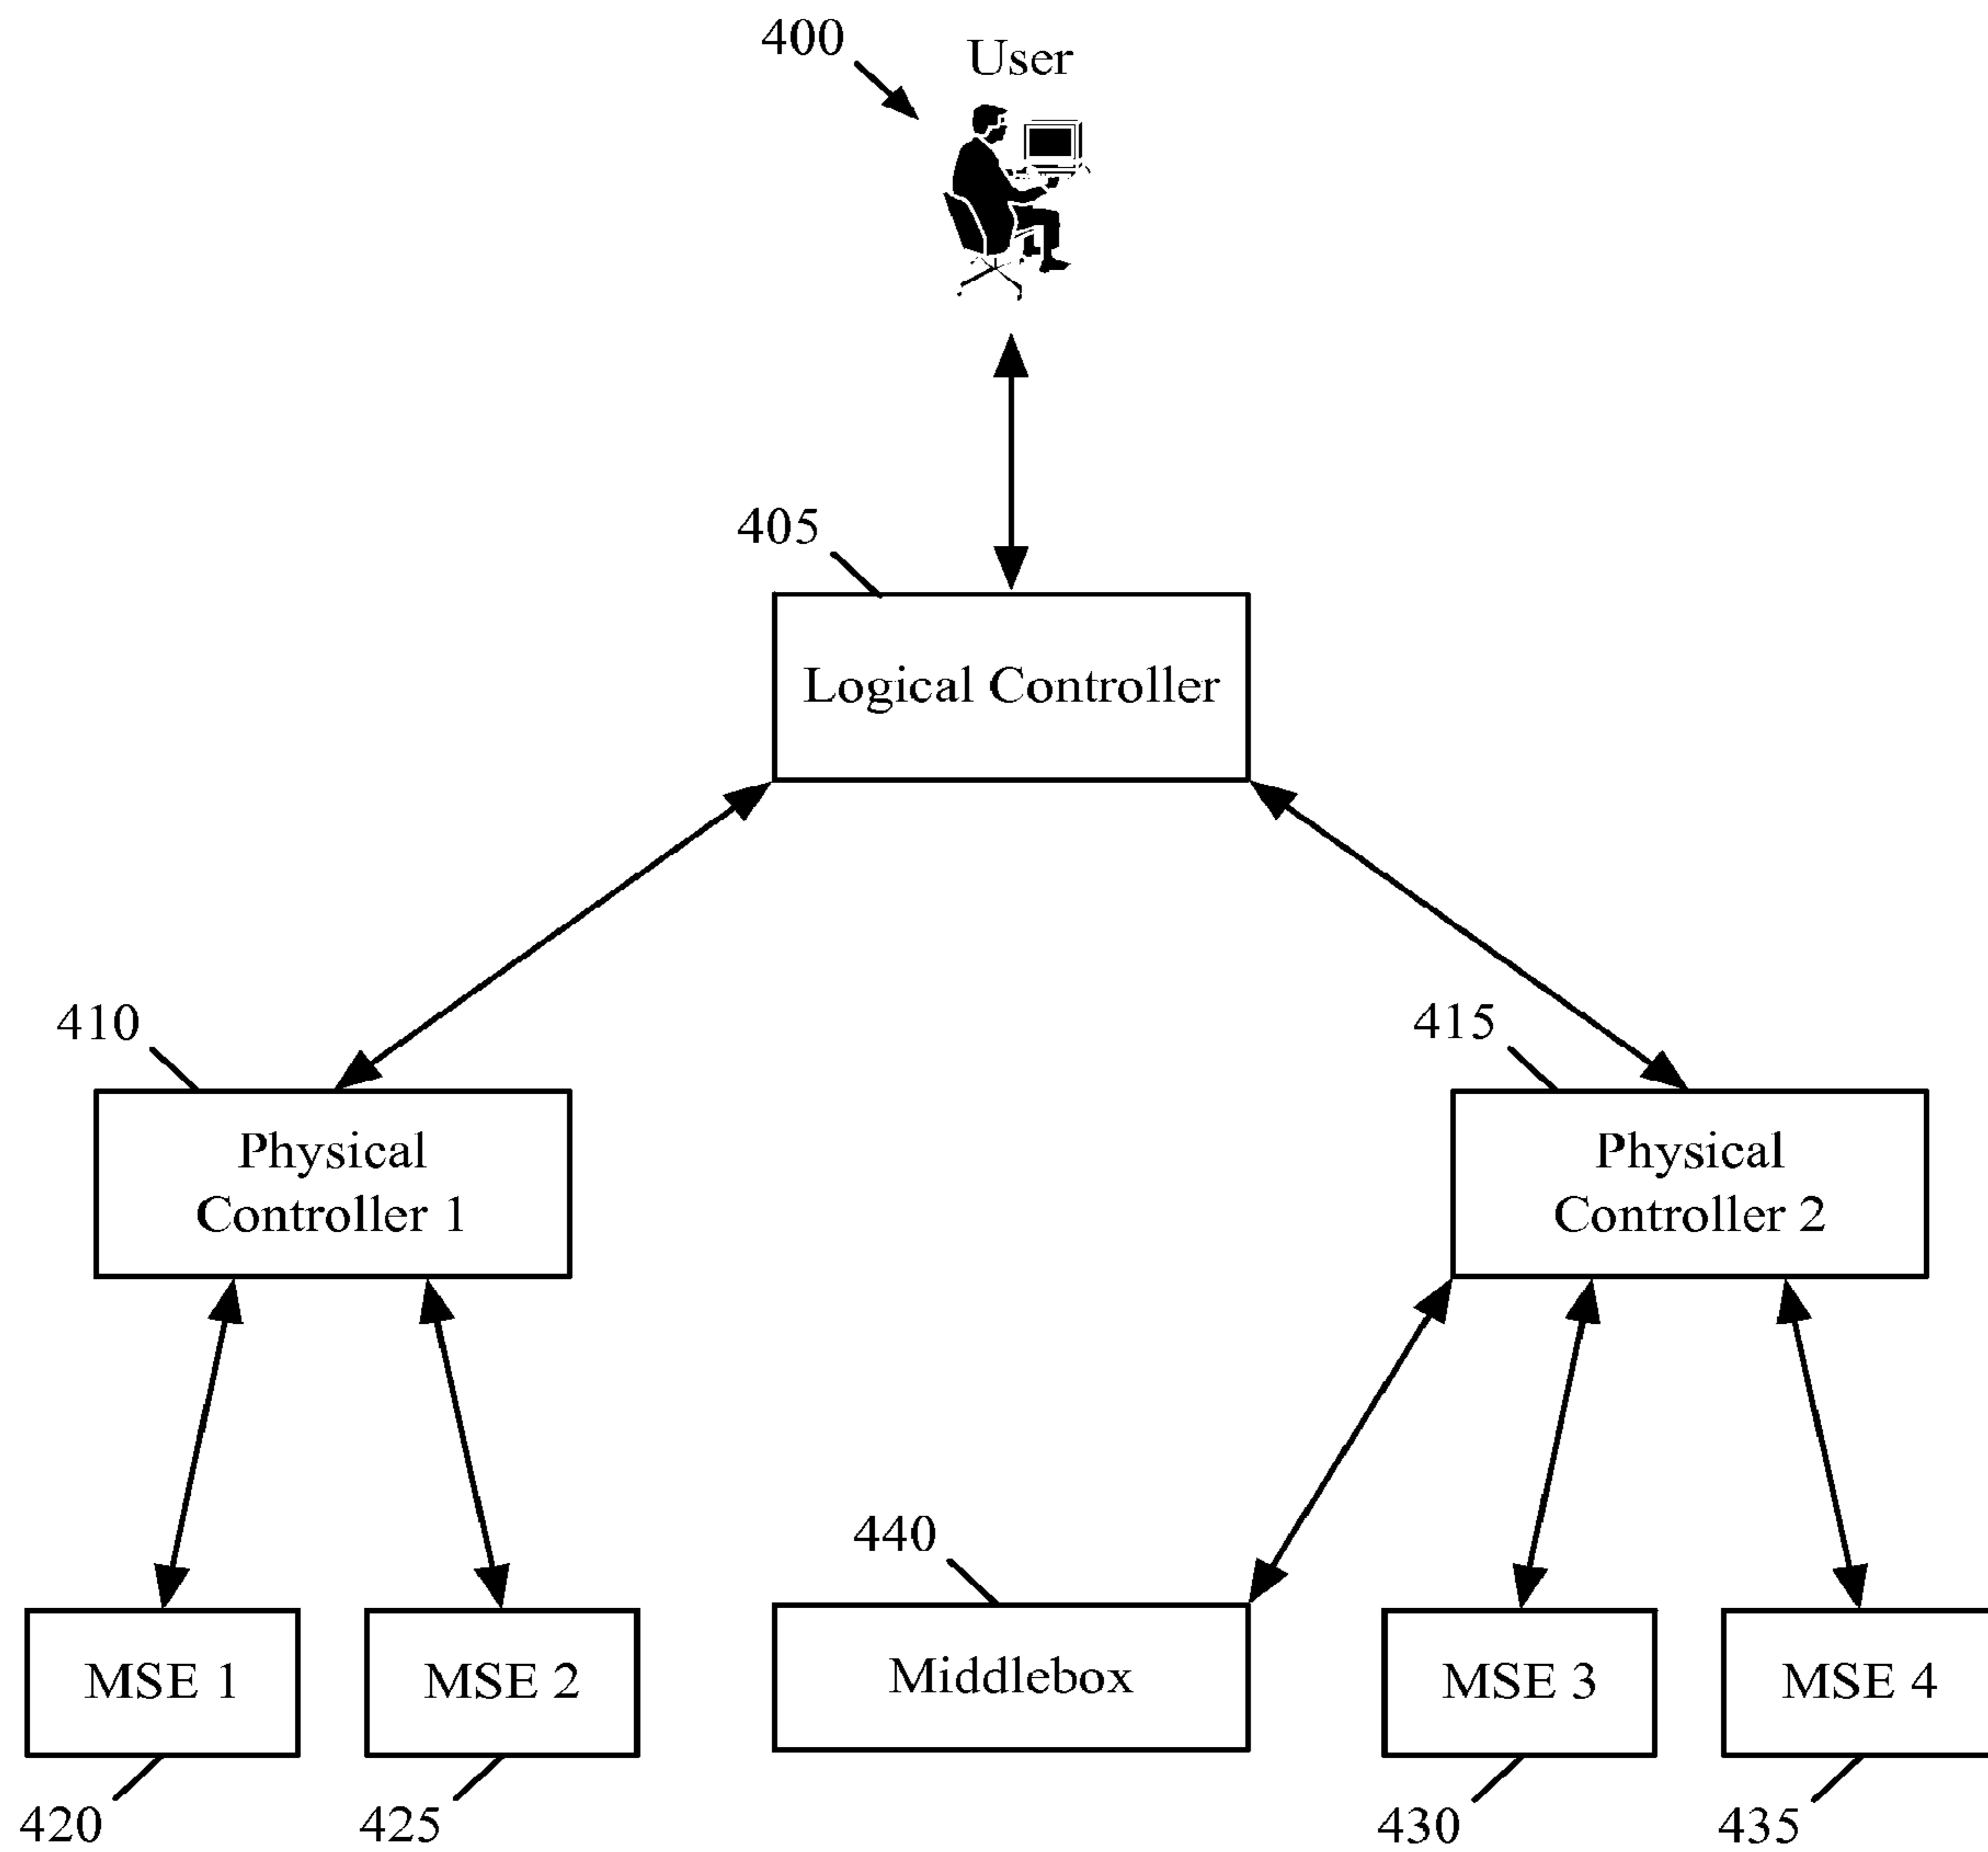 400
User
405
Logical Controller
410
415
Physical
Controller 1
Physical
Controller 2
440
MSE 1
MSE 2
Middlebox
MSE 3
MSE 4
420
425
430
435